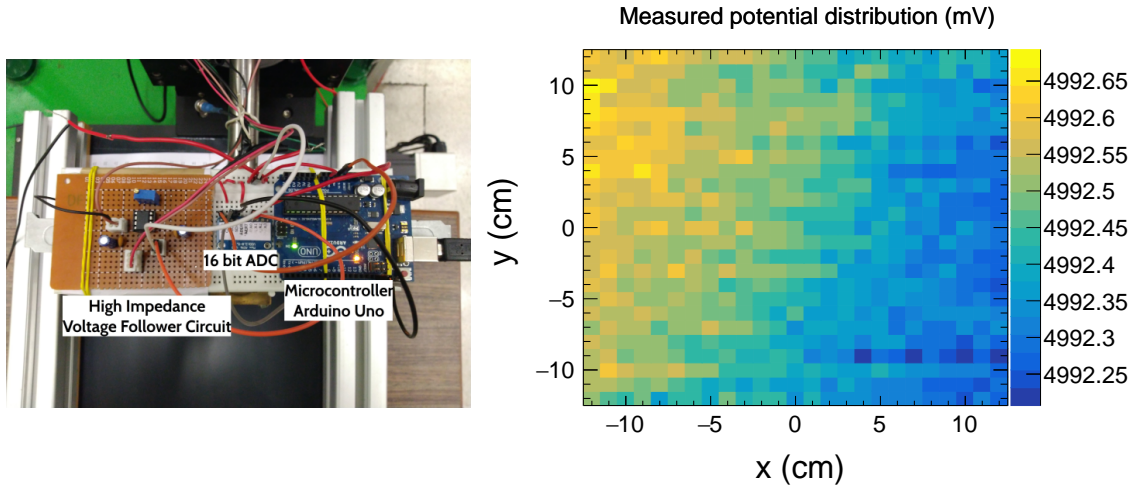 16 bit ADC
High Impedance
Voltage Follower Circuit
Microcontroller
Arduino Uno
UNO
Measured potential distribution (mV)
y (cm)
10
5
0
−5
−10
−10 −5 0 5 10
x (cm)
4992.65
4992.6
4992.55
4992.5
4992.45
4992.4
4992.35
4992.3
4992.25